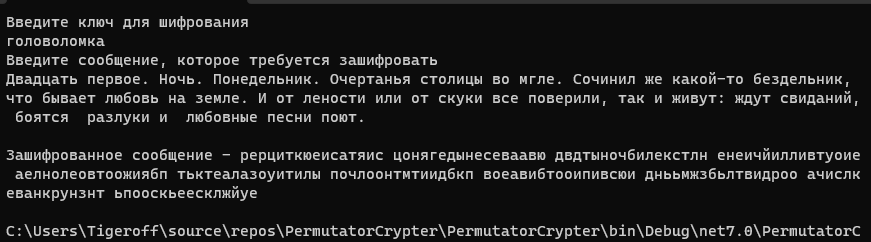 Введите ключ для шифрования
головоломка
Введите сообщение, которое требуется зашифровать
Двадцать первое. Ночь. Понедельник. Очертанья столицы во мгле. Сочинил же какой-то бездельник,
что бывает любовь на земле. И от лености или от скуки все поверили, так и живут: ждут свиданий,
боятся  разлуки и  любовные песни поют.
Зашифрованное сообщение - рерциткюеисатяис цонягедынесеваавю двдтыночбилекстлн енеичйилливтуоие
аелнолеовтоожиябп тьктеалазоуитилы почлоонтмтиидбкп воеавибтооипивсюи днььмжзбьлтвидроо ачислк
еванкрунзнт ьпооскьеесклжйуе
C:\Users\Tigeroff\source\repos\PermutatorCrypter\PermutatorCrypter\bin\Debug\net7.0\PermutatorC